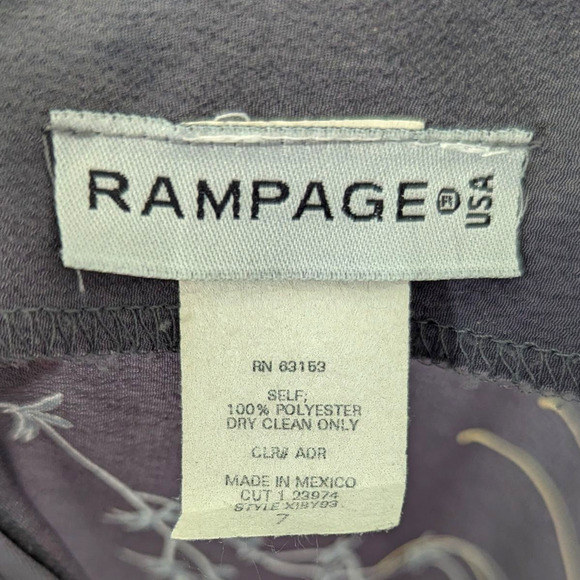 RAMPAGE® USA
RN 63153
SELF;
100% POLYESTER
DRY CLEAN ONLY
CLR# ADR
MADE IN MEXICO
CUT 1 23974
STYLE X18793
7